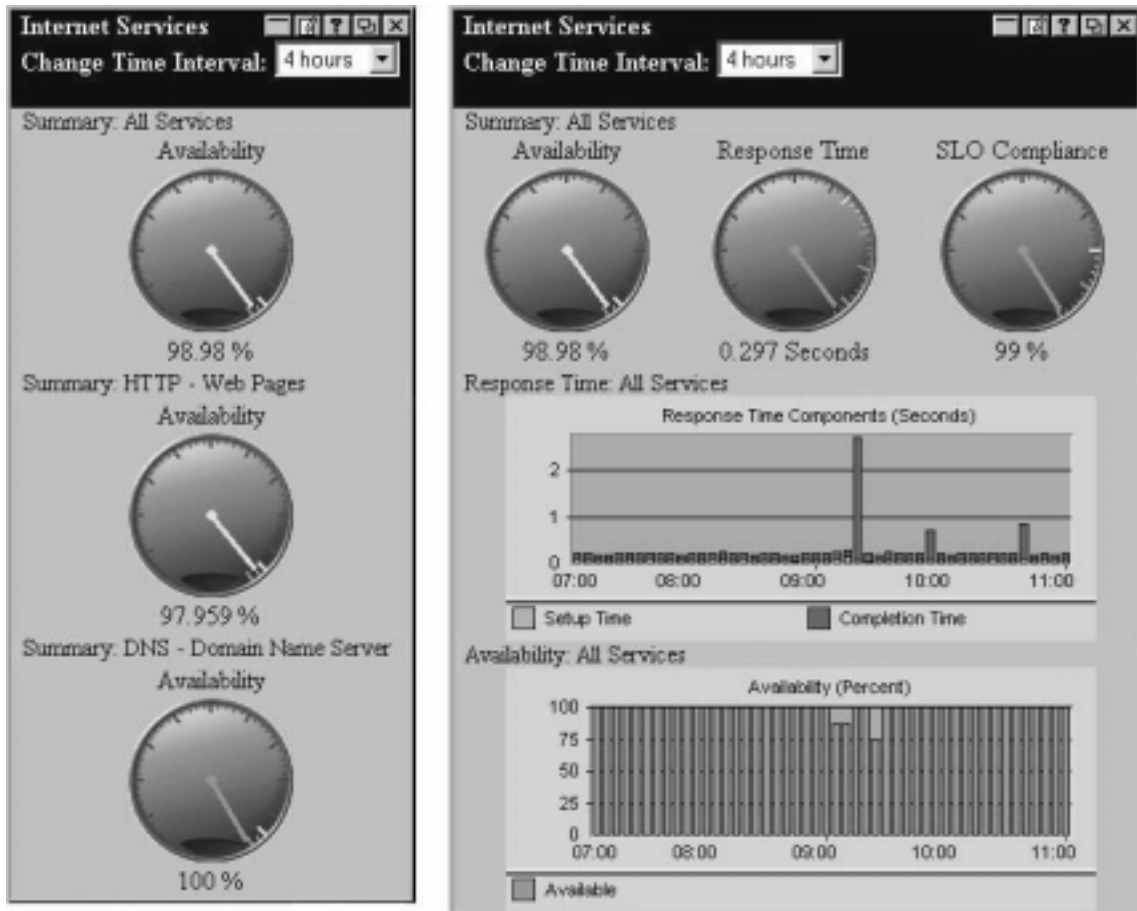 Internet Services
Change Time Interval: 4 hours
Summary: All Services
Availability
98.98 %
Summary: HTTP - Web Pages
Availability
97.959 %
Summary: DNS - Domain Name Server
Availability
100 %
Internet Services
Change Time Interval: 4 hours
Summary: All Services
Availability Response Time SLO Compliance
98.98 % 0.297 Seconds 99 %
Response Time: All Services
Response Time Components (Seconds)
2
1
0
07:00 08:00 09:00 10:00 11:00
Setup Time Completion Time
Availability: All Services
Availability (Percent)
100
75
50
25
0
07:00 08:00 09:00 10:00 11:00
Available